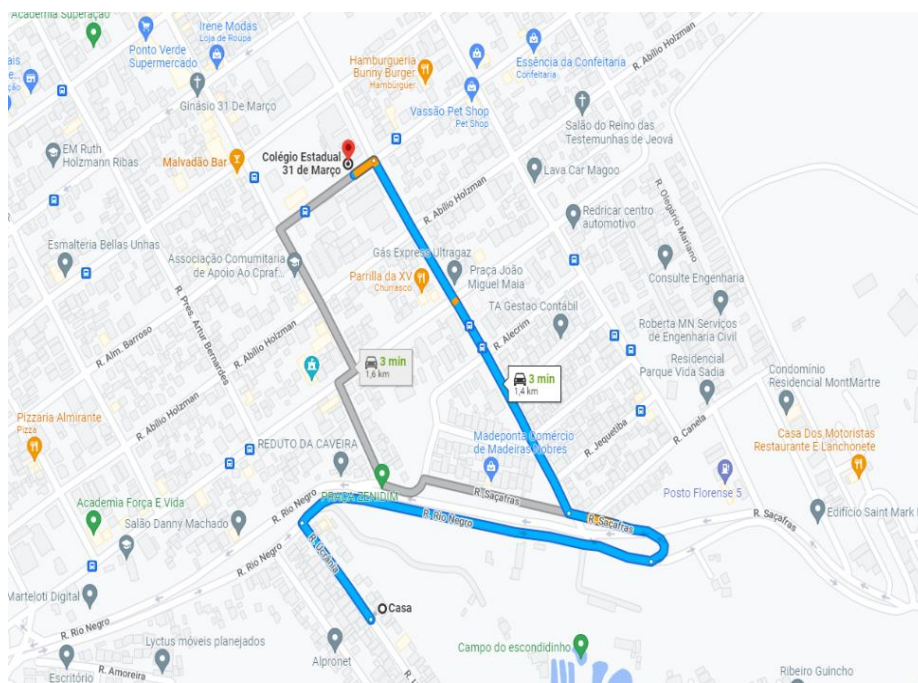 Academia Superação
Irene Modas
Loja de Roupa
Ponto Verde
Supermercado
Hamburgueria
Bunny Burger
Hambúrguer
Essência da Confeitaria
Confeitaria
R. Abílio Holzman
Ginásio 31 De Março
Vassão Pet Shop
Pet Shop
Salão do Reino das
Testemunhas de Jeová
EM Ruth
Holzmann Ribas
Malvadão Bar
Colégio Estadual
31 de Março
Lava Car Magoo
R. Olegário Mariano
R. Abílio Holzman
Redricar centro
automotivo
Esmalteria Bellas Unhas
Associação Comunitaria
de Apoio Ao Cpraf...
Gás Express Ultragaz
Parrilla da XV
Churrasco
Praça João
Miguel Maia
Consulte Engenharia
R. Pres. Artur Bernardes
TA Gestao Contábil
R. Alm. Barroso
R. Abílio Holzman
R. Alecrim
Roberta MN Serviços
de Engenharia Civil
3 min
1,6 km
3 min
1,4 km
Residencial
Parque Vida Sadia
Condomínio
Residencial MontMartre
R. Abílio Holzman
Pizzaria Almirante
Pizza
REDUTO DA CAVEIRA
Madeponta Comércio
de Madeiras Nobres
R. Jequetiba
R. Canela
Casa Dos Motoristas
Restaurante E Lanchonete
Posto Florense 5
PRAÇA ZENIDIM
R. Saçafras
Academia Força E Vida
Salão Danny Machado
R. Rio Negro
R. Rio Negro
R. Saçafras
R. Saçafras
Edifício Saint Mark
R. Ucrânia
R. Rio Negro
Marteloti Digital
Casa
R. Rio Negro
Lyctus móveis planejados
Alpronet
Campo do escondidinho
Escritório
R. Amoreira
Ribeiro Guincho